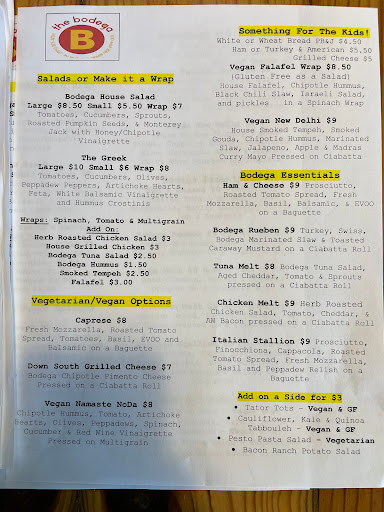 the bodega
B
Salads or Make it a Wrap
Bodega House Salad
Large $8.50 Small $5.50 Wrap $7
Tomatoes, Cucumbers, Sprouts,
Roasted Pumpkin Seeds, & Monterey
Jack with Honey/Chipotle
Vinaigrette
The Greek
Large $10 Small $6 Wrap $8
Tomatoes, Cucumbers, Olives,
Peppadew Peppers, Artichoke Hearts,
Feta, White Balsamic Vinaigrette
and Hummus Crostinis
Wraps: Spinach, Tomato & Multigrain
Add On:
Herb Roasted Chicken Salad $3
House Grilled Chicken $3
Bodega Tuna Salad $2.50
Bodega Hummus $1.50
Smoked Tempeh $2.50
Falafel $3.00
Vegetarian/Vegan Options
Caprese $8
Fresh Mozzarella, Roasted Tomato
Spread, Tomatoes, Basil, EVOO and
Balsamic on a Baguette
Down South Grilled Cheese $7
Bodega Chipotle Pimento Cheese
Pressed on a Ciabatta Roll
Vegan Namaste NoDa $8
Chipotle Hummus, Tomato, Artichoke
Hearts, Olives, Peppadews, Spinach,
Cucumber & Red Wine Vinaigrette
Pressed on Multigrain
Something For The Kids!
White or Wheat Bread PB&J $4.50
Ham or Turkey & American $5.50
Grilled Cheese $5
Vegan Falafel Wrap $8.50
(Gluten Free as a Salad)
House Falafel, Chipotle Hummus,
Black Chili Slaw, Israeli Salad,
and pickles in a Spinach Wrap
Vegan New Delhi $9
House Smoked Tempeh, Smoked
Gouda, Chipotle Hummus, Marinated
Slaw, Jalapeno, Apple & Madras
Curry Mayo Pressed on Ciabatta
Bodega Essentials
Ham & Cheese $9 Prosciutto,
Roasted Tomato Spread, Fresh
Mozzarella, Basil, Balsamic, & EVOO
on a Baguette
Bodega Rueben $9 Turkey, Swiss,
Bodega Marinated Slaw & Toasted
Caraway Mustard on a Ciabatta Roll
Tuna Melt $8 Bodega Tuna Salad,
Aged Cheddar, Tomato & Sprouts
pressed on a Ciabatta Roll
Chicken Melt $9 Herb Roasted
Chicken Salad, Tomato, Cheddar, &
AW Bacon pressed on a Ciabatta Roll
Italian Stallion $9 Prosciutto,
Finocchiona, Cappacola, Roasted
Tomato Spread, Fresh Mozzarella,
Basil and Peppadew Relish on a
Baguette
Add on a Side for $3
• Tator Tots - Vegan & GF
• Cauliflower, Kale & Quinoa
Tabbouleh - Vegan & GF
• Pesto Pasta Salad - Vegetarian
• Bacon Ranch Potato Salad